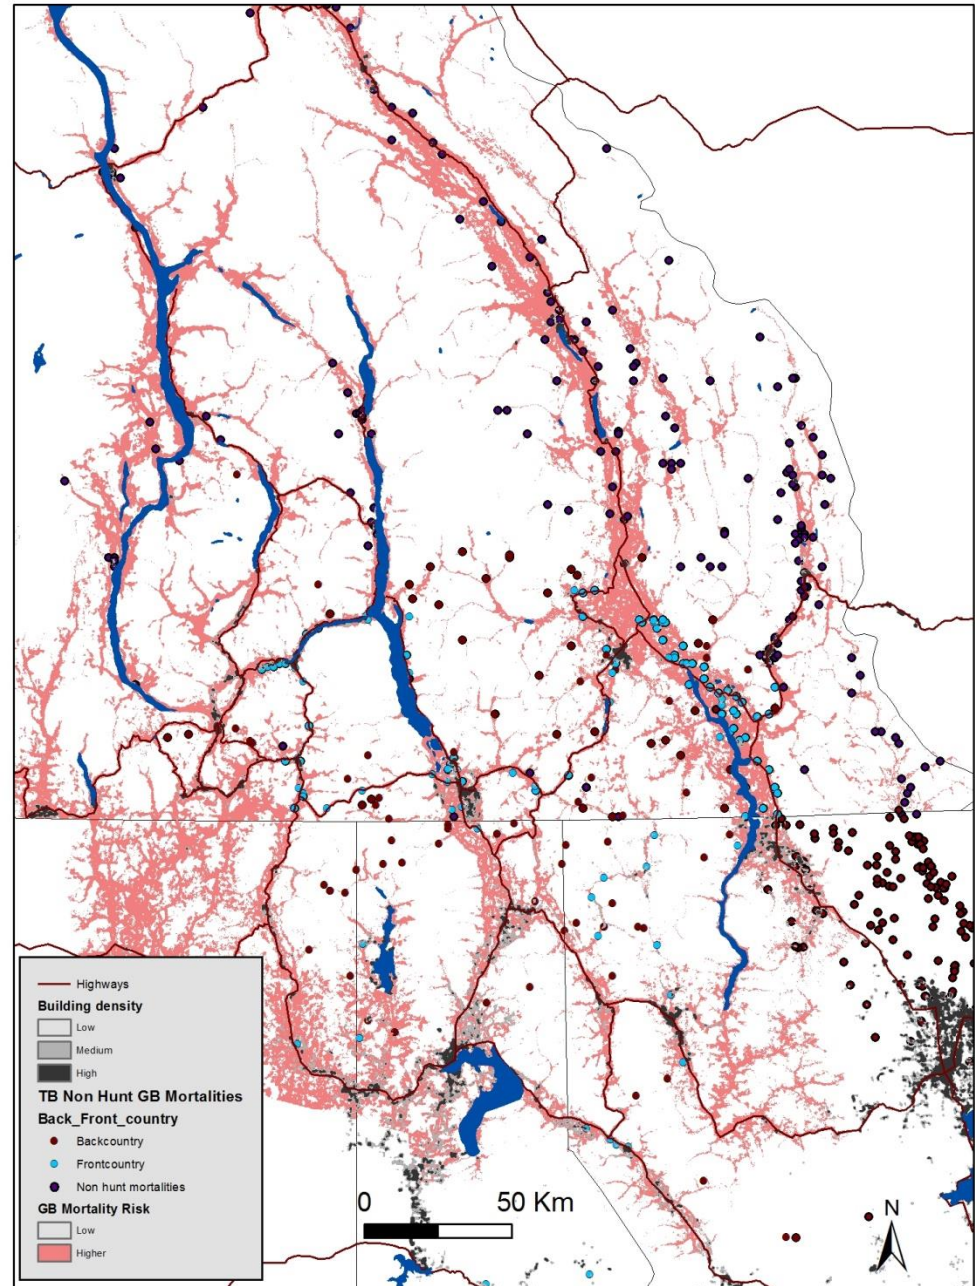 Highways
Building density
Low
Medium
High
TB Non Hunt GB Mortalities
Back_Front_country
Backcountry
Frontcountry
Non hunt mortalities
GB Mortality Risk
Low
Higher
0 50 Km
N